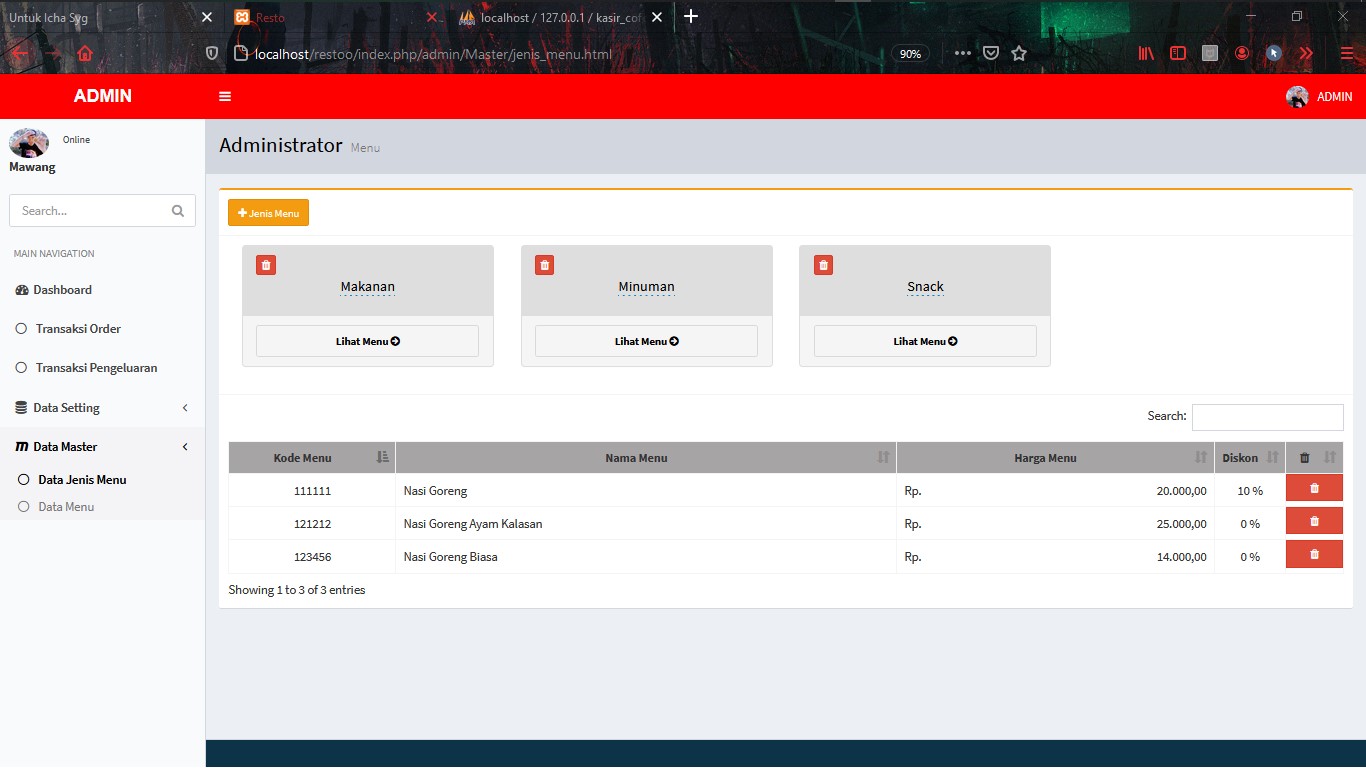 Untuk Icha Syg
Resto
localhost / 127.0.0.1 / kasir_cof
localhost/restoo/index.php/admin/Master/jenis_menu.html
90%
ADMIN
ADMIN
Online
Mawang
Administrator Menu
Search...
Jenis Menu
MAIN NAVIGATION
Dashboard
Transaksi Order
Transaksi Pengeluaran
Data Setting
Data Master
Data Jenis Menu
Data Menu
Makanan
Minuman
Snack
Lihat Menu
Lihat Menu
Lihat Menu
Search:
Kode Menu Nama Menu Harga Menu Diskon
111111 Nasi Goreng Rp. 20.000,00 10 %
121212 Nasi Goreng Ayam Kalasan Rp. 25.000,00 0 %
123456 Nasi Goreng Biasa Rp. 14.000,00 0 %
Showing 1 to 3 of 3 entries